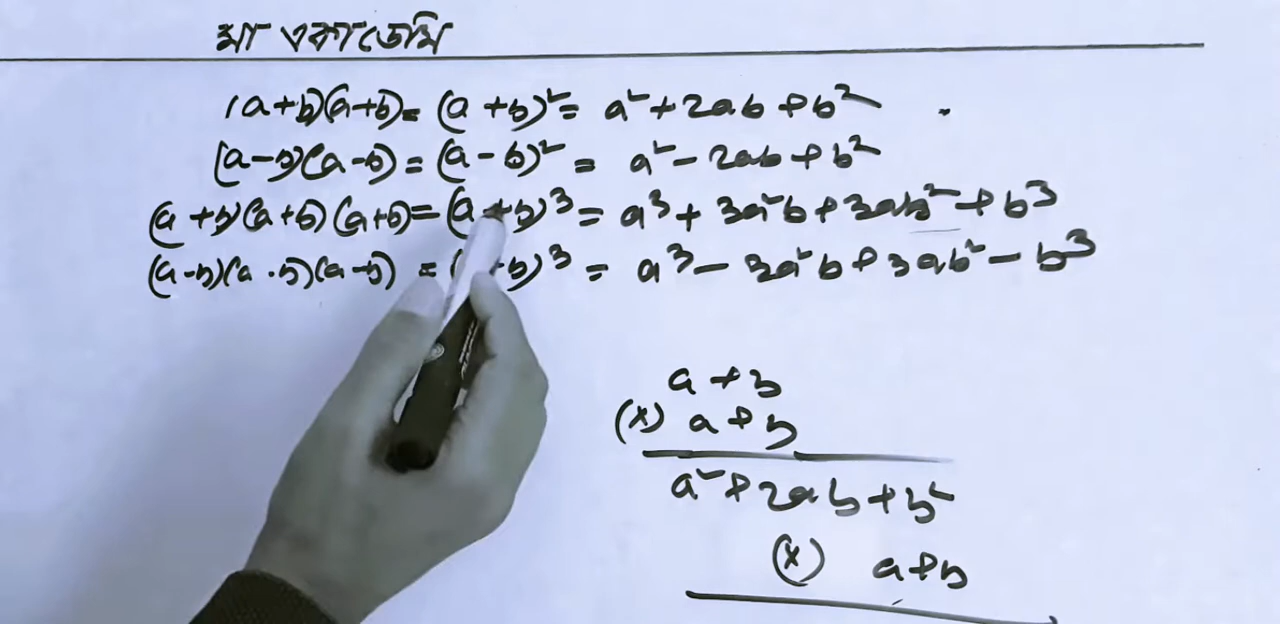 মা একাডেমি
(a+b)(a+b) = (a+b)² = a²+2ab+b²
(a-b)(a-b) = (a-b)² = a²-2ab+b²
(a+b)(a+b)(a+b) = (a+b)³ = a³+3a²b+3ab²+b³
(a-b)(a-b)(a-b) = (-b)³ = a³-3a²b+3ab²-b³
a+b
(x) a+b
a²+2ab+b²
(x) a+b